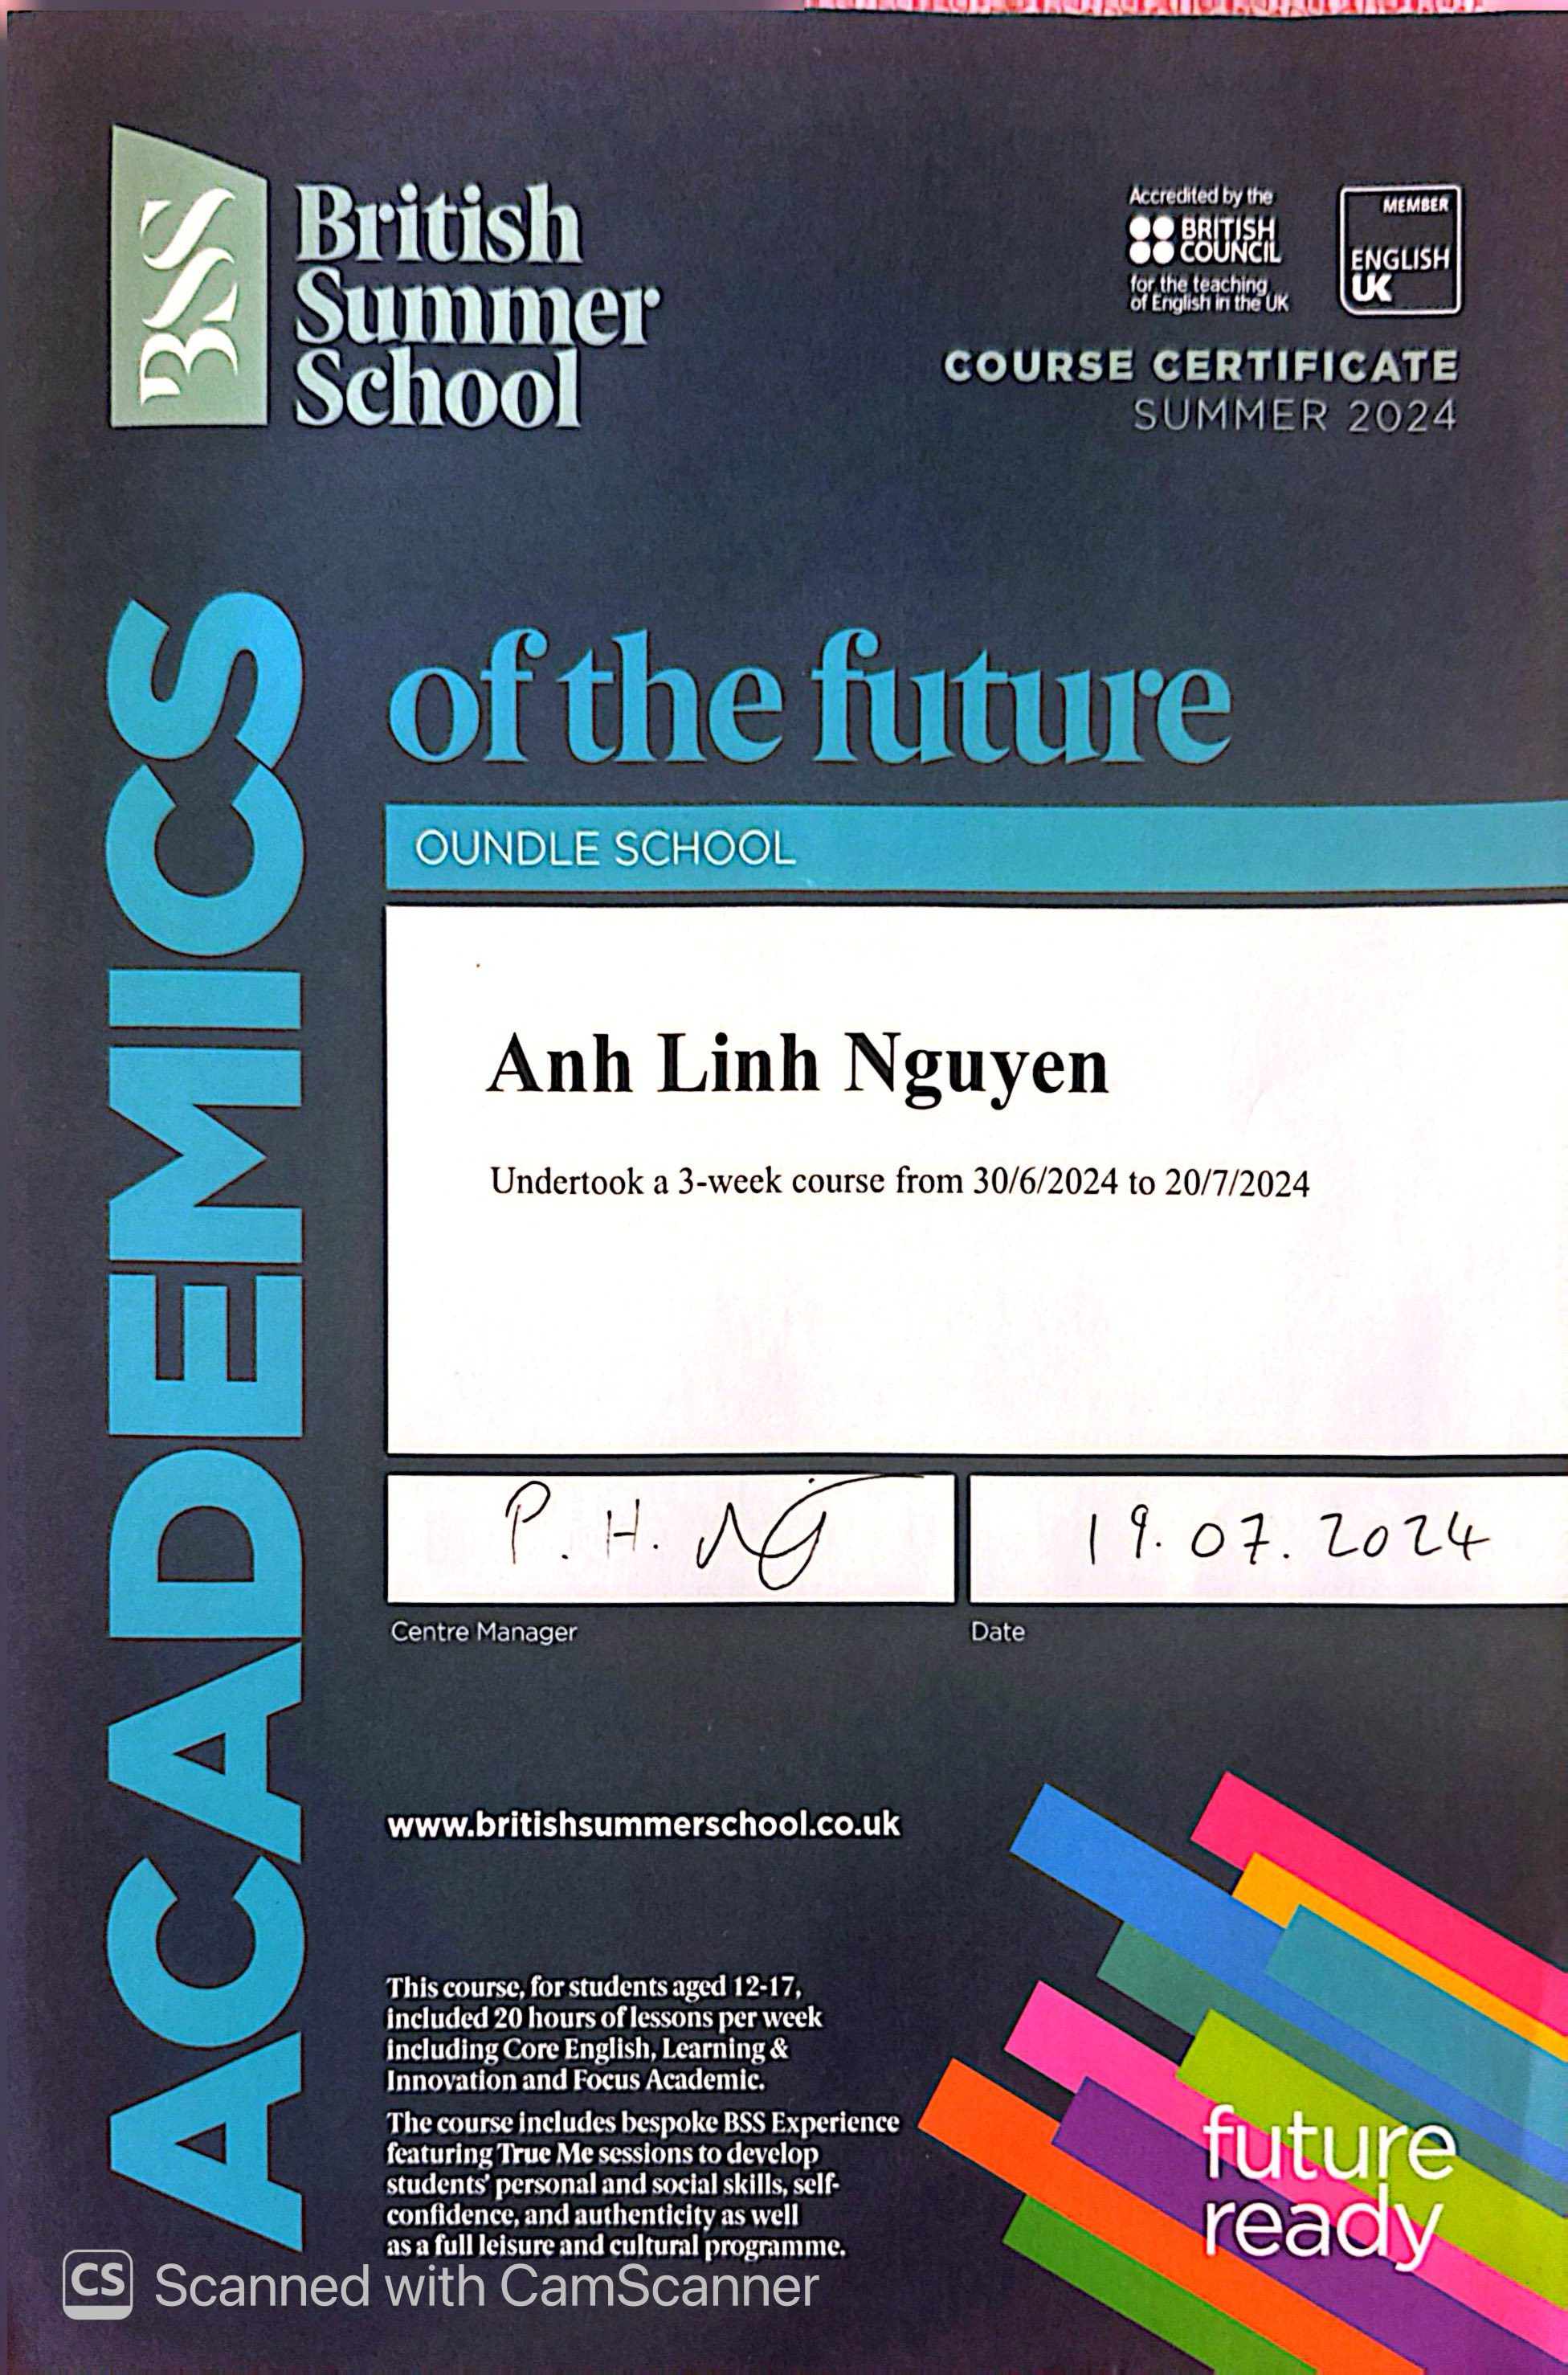 BSS
British
Summer
School
Accredited by the
BRITISH
COUNCIL
for the teaching
of English in the UK
MEMBER
ENGLISH
UK
COURSE CERTIFICATE
SUMMER 2024
ACADEMICS
of the future
OUNDLE SCHOOL
Anh Linh Nguyen
Undertook a 3-week course from 30/6/2024 to 20/7/2024
P. H.
19.07.2024
Centre Manager
Date
www.britishsummerschool.co.uk
This course, for students aged 12-17,
included 20 hours of lessons per week
including Core English, Learning &
Innovation and Focus Academic.
The course includes bespoke BSS Experience
featuring True Me sessions to develop
students' personal and social skills, self-
confidence, and authenticity as well
as a full leisure and cultural programme.
future
ready
CS Scanned with CamScanner